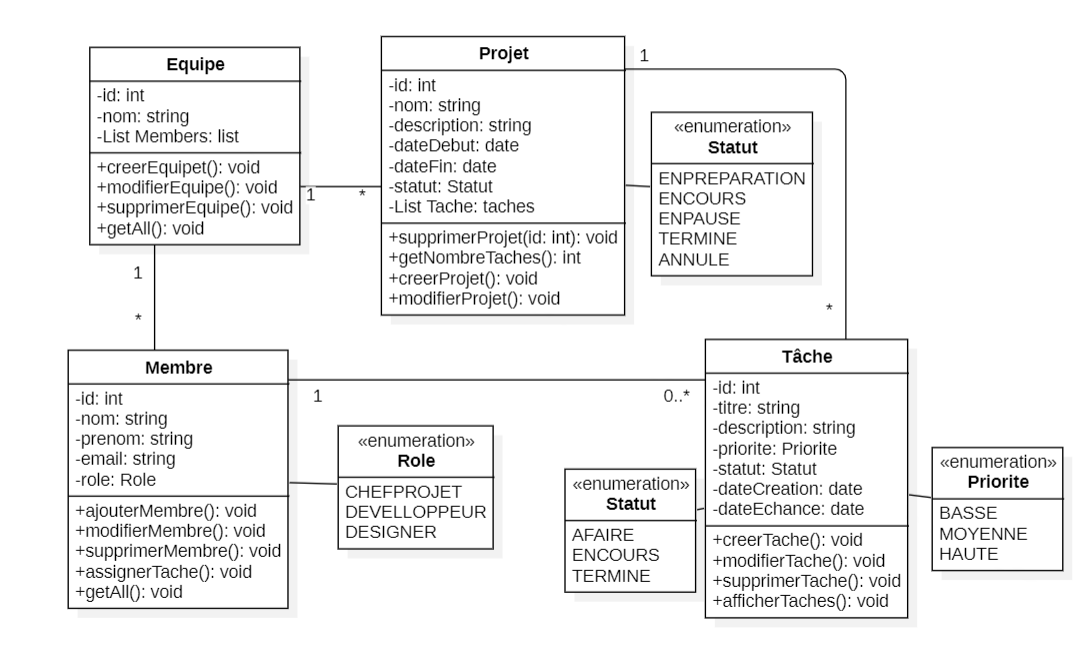 Equipe
-id: int
-nom: string
-List Members: list
+creerEquipet(): void
+modifierEquipe(): void
+supprimerEquipe(): void
+getAll(): void
1
*
Projet
-id: int
-nom: string
-description: string
-dateDebut: date
-dateFin: date
-statut: Statut
-List Tache: taches
+supprimerProjet(id: int): void
+getNombreTaches(): int
+creerProjet(): void
+modifierProjet(): void
1
*
«enumeration»
Statut
ENPREPARATION
ENCOURS
ENPAUSE
TERMINE
ANNULE
1
*
Membre
-id: int
-nom: string
-prenom: string
-email: string
-role: Role
+ajouterMembre(): void
+modifierMembre(): void
+supprimerMembre(): void
+assignerTache(): void
+getAll(): void
1
0..*
«enumeration»
Role
CHEFPROJET
DEVELLOPPEUR
DESIGNER
«enumeration»
Statut
AFAIRE
ENCOURS
TERMINE
Tâche
-id: int
-titre: string
-description: string
-priorite: Priorite
-statut: Statut
-dateCreation: date
-dateEchance: date
+creerTache(): void
+modifierTache(): void
+supprimerTache(): void
+afficherTaches(): void
«enumeration»
Priorite
BASSE
MOYENNE
HAUTE